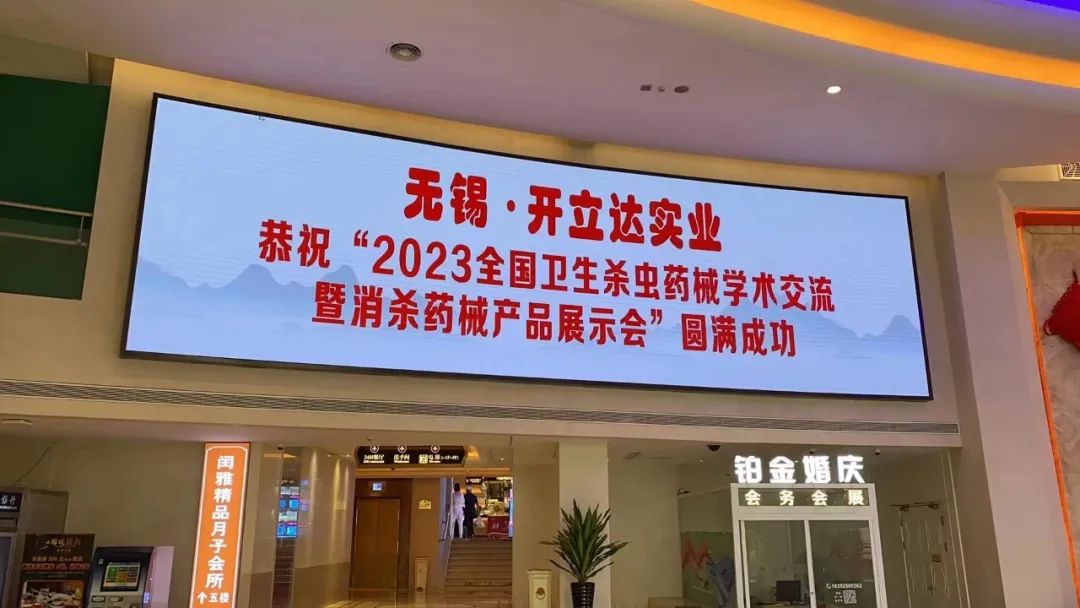 无锡·开立达实业
恭祝“2023全国卫生杀虫药械学术交流
暨消杀药械产品展示会”圆满成功
闰雅精品月子会所
↑五楼
铂金婚庆
会务会展
洗手间